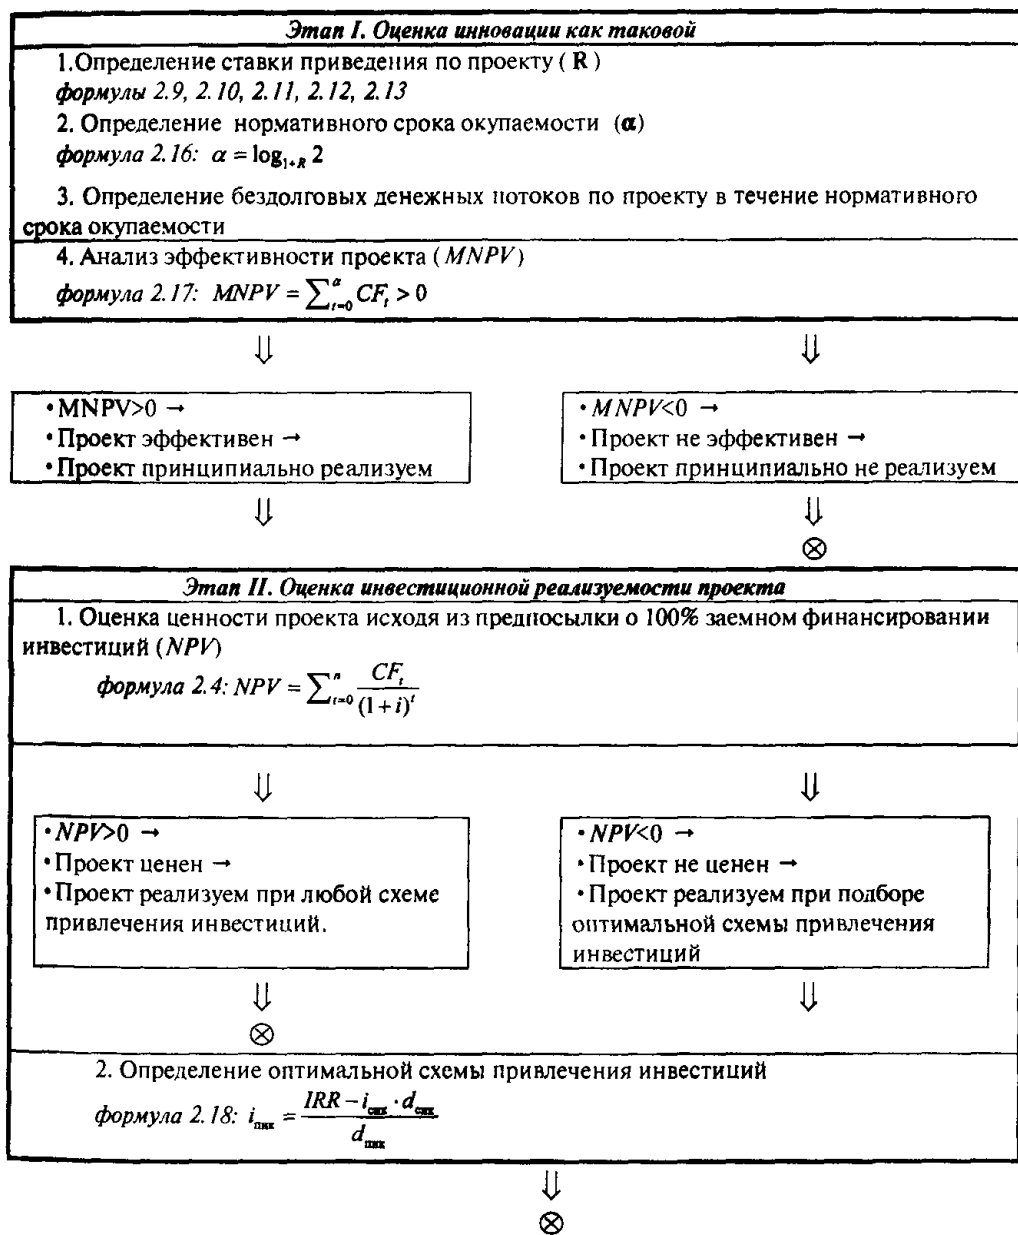 Этап I. Оценка инновации как таковой
1.Определение ставки приведения по проекту ( R )
формулы 2.9, 2.10, 2.11, 2.12, 2.13
2. Определение нормативного срока окупаемости (α)
формула 2.16: α = log₁₊R 2
3. Определение бездолговых денежных потоков по проекту в течение нормативного
срока окупаемости
4. Анализ эффективности проекта (MNPV)
формула 2.17: MNPV = ∑ᵅₜ₌₀ CFₜ > 0
⇓ ⇓
• MNPV>0 →
• Проект эффективен →
• Проект принципиально реализуем
• MNPV<0 →
• Проект не эффективен →
• Проект принципиально не реализуем
⇓ ⇓
⊗
Этап II. Оценка инвестиционной реализуемости проекта
1. Оценка ценности проекта исходя из предпосылки о 100% заемном финансировании
инвестиций (NPV)
формула 2.4: NPV = ∑ⁿₜ₌₀ CFₜ / (1+i)ᵗ
⇓ ⇓
• NPV>0 →
• Проект ценен →
• Проект реализуем при любой схеме
привлечения инвестиций.
• NPV<0 →
• Проект не ценен →
• Проект реализуем при подборе
оптимальной схемы привлечения
инвестиций
⇓ ⇓
⊗
2. Определение оптимальной схемы привлечения инвестиций
формула 2.18: i_пик = (IRR − i_сик · d_сик) / d_пик
⇓
⊗